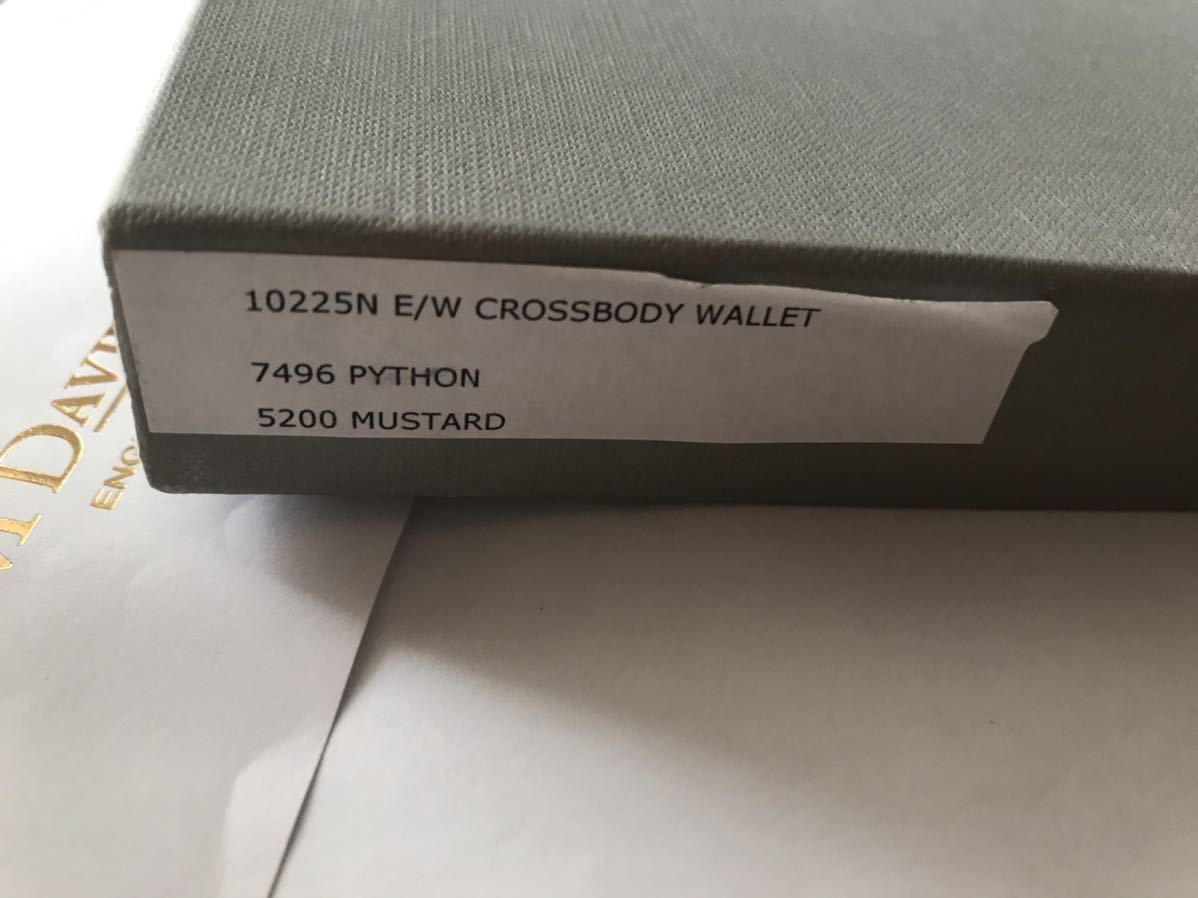 10225N E/W CROSSBODY WALLET
7496 PYTHON
5200 MUSTARD